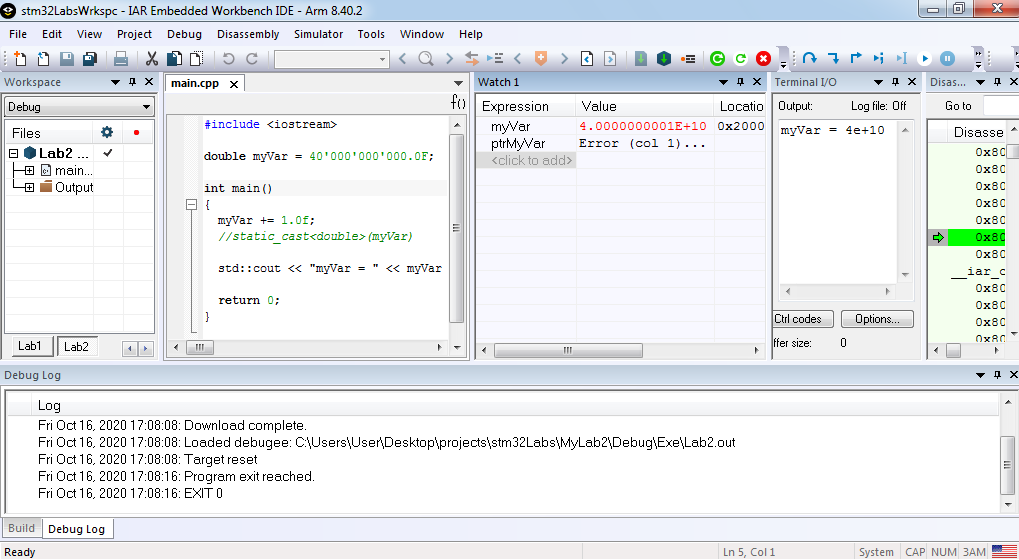 stm32LabsWrkspc - IAR Embedded Workbench IDE - Arm 8.40.2
File Edit View Project Debug Disassembly Simulator Tools Window Help
Workspace
Debug
Files
Lab2 ...
main...
Output
Lab1 Lab2
main.cpp
f()
#include <iostream>
double myVar = 40'000'000'000.0F;
int main()
{
myVar += 1.0f;
//static_cast<double>(myVar)
std::cout << "myVar = " << myVar
return 0;
}
Watch 1
Expression Value Locatio
myVar 4.0000000001E+10 0x2000
ptrMyVar Error (col 1)...
<click to add>
Terminal I/O
Output: Log file: Off
myVar = 4e+10
Ctrl codes Options...
ffer size: 0
Disas...
Go to
Disasse
0x80
0x80
0x80
0x80
0x80
0x80
0x80
__iar_c
0x80
0x80
0x80
0x80
Debug Log
Log
Fri Oct 16, 2020 17:08:08: Download complete.
Fri Oct 16, 2020 17:08:08: Loaded debugee: C:\Users\User\Desktop\projects\stm32Labs\MyLab2\Debug\Exe\Lab2.out
Fri Oct 16, 2020 17:08:08: Target reset
Fri Oct 16, 2020 17:08:16: Program exit reached.
Fri Oct 16, 2020 17:08:16: EXIT 0
Build Debug Log
Ready Ln 5, Col 1 System CAP NUM ЗАМ